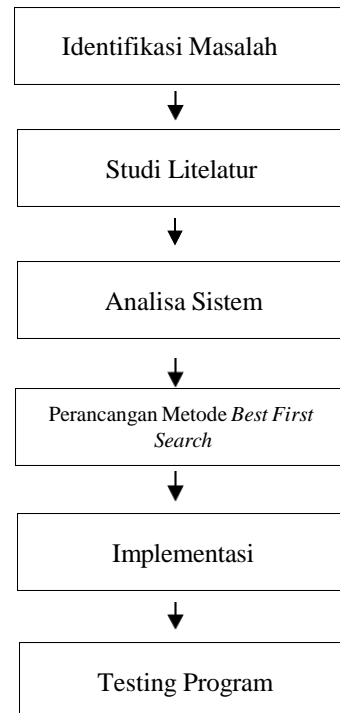 Identifikasi Masalah
Studi Litelatur
Analisa Sistem
Perancangan Metode Best First
Search
Implementasi
Testing Program